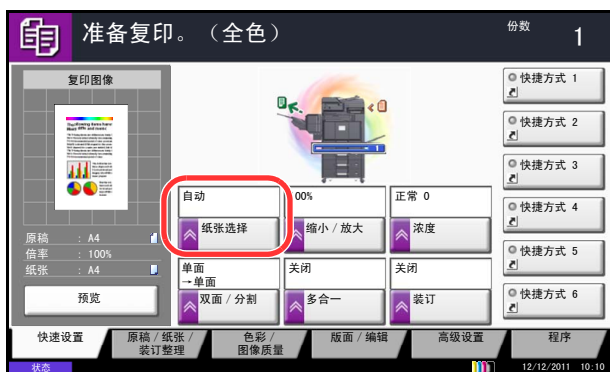 准备复印。（全色）
份数
1
复印图像
原稿 : A4
倍率 : 100%
纸张 : A4
预览
1
自动
纸张选择
00%
缩小 / 放大
正常 0
浓度
单面
→单面
双面 / 分割
关闭
多合一
关闭
装订
快捷方式 1
快捷方式 2
快捷方式 3
快捷方式 4
快捷方式 5
快捷方式 6
快速设置
原稿 / 纸张 /
装订整理
色彩 /
图像质量
版面 / 编辑
高级设置
程序
状态
12/12/2011 10:10